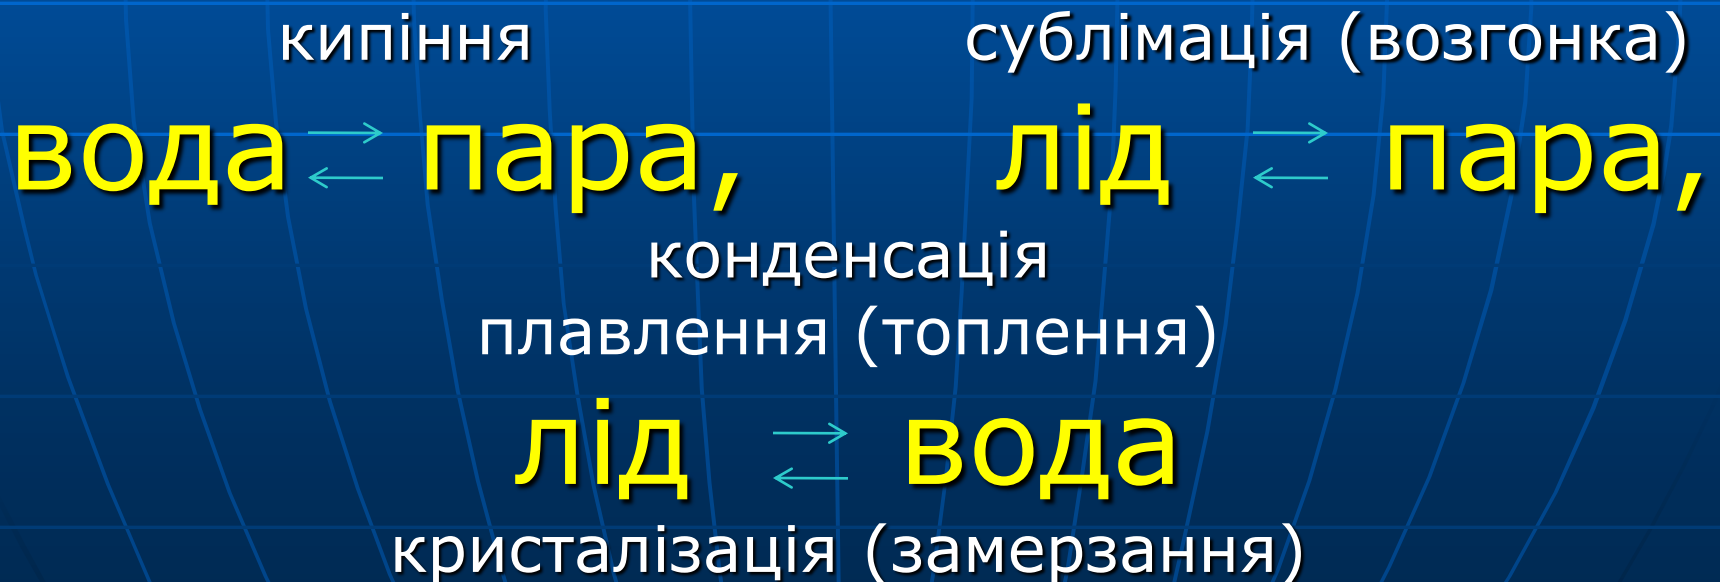 кипіння сублімація (возгонка)
вода ⇄ пара, лід ⇄ пара,
конденсація
плавлення (топлення)
лід ⇄ вода
кристалізація (замерзання)